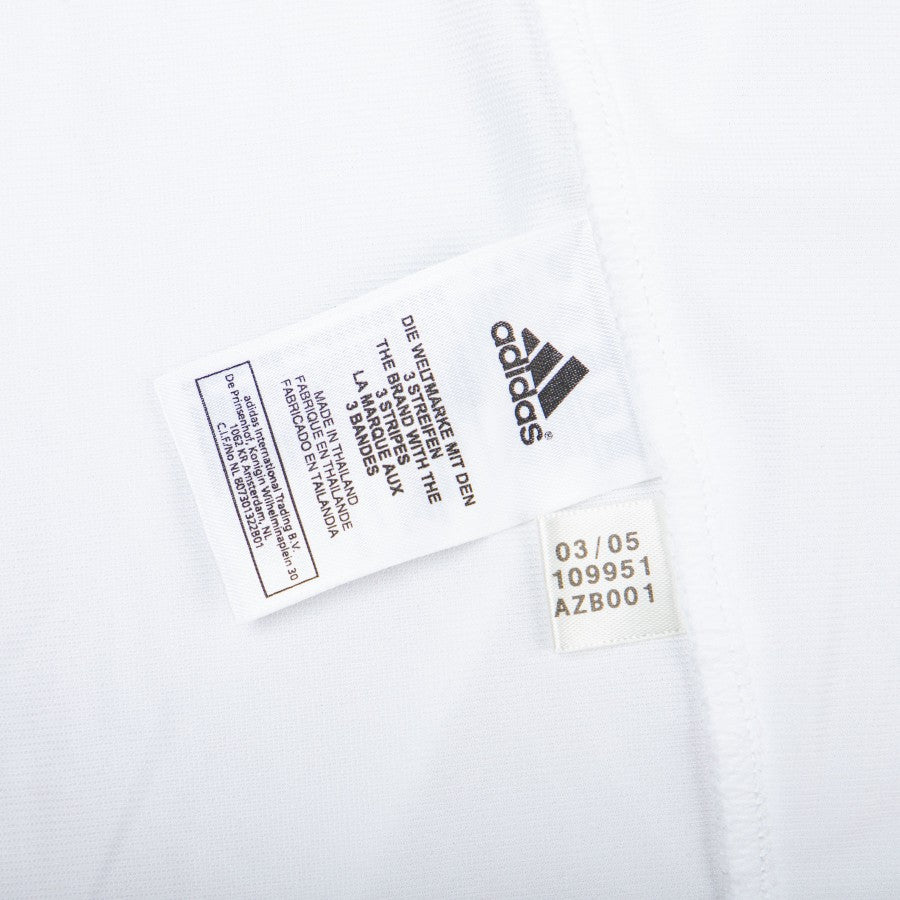 adidas®
DIE WELTMARKE MIT DEN
3 STREIFEN
THE BRAND WITH THE
3 STRIPES
LA MARQUE AUX
3 BANDES
MADE IN THAILAND
FABRIQUE EN THAILANDE
FABRICADO EN TAILANDIA
adidas International Trading B.V.
De Prinsenhof, Konigin Wilhelminaplein 30
1062 KR Amsterdam, NL
C.I.F/No NL B07301322B01
03/05
109951
AZB001